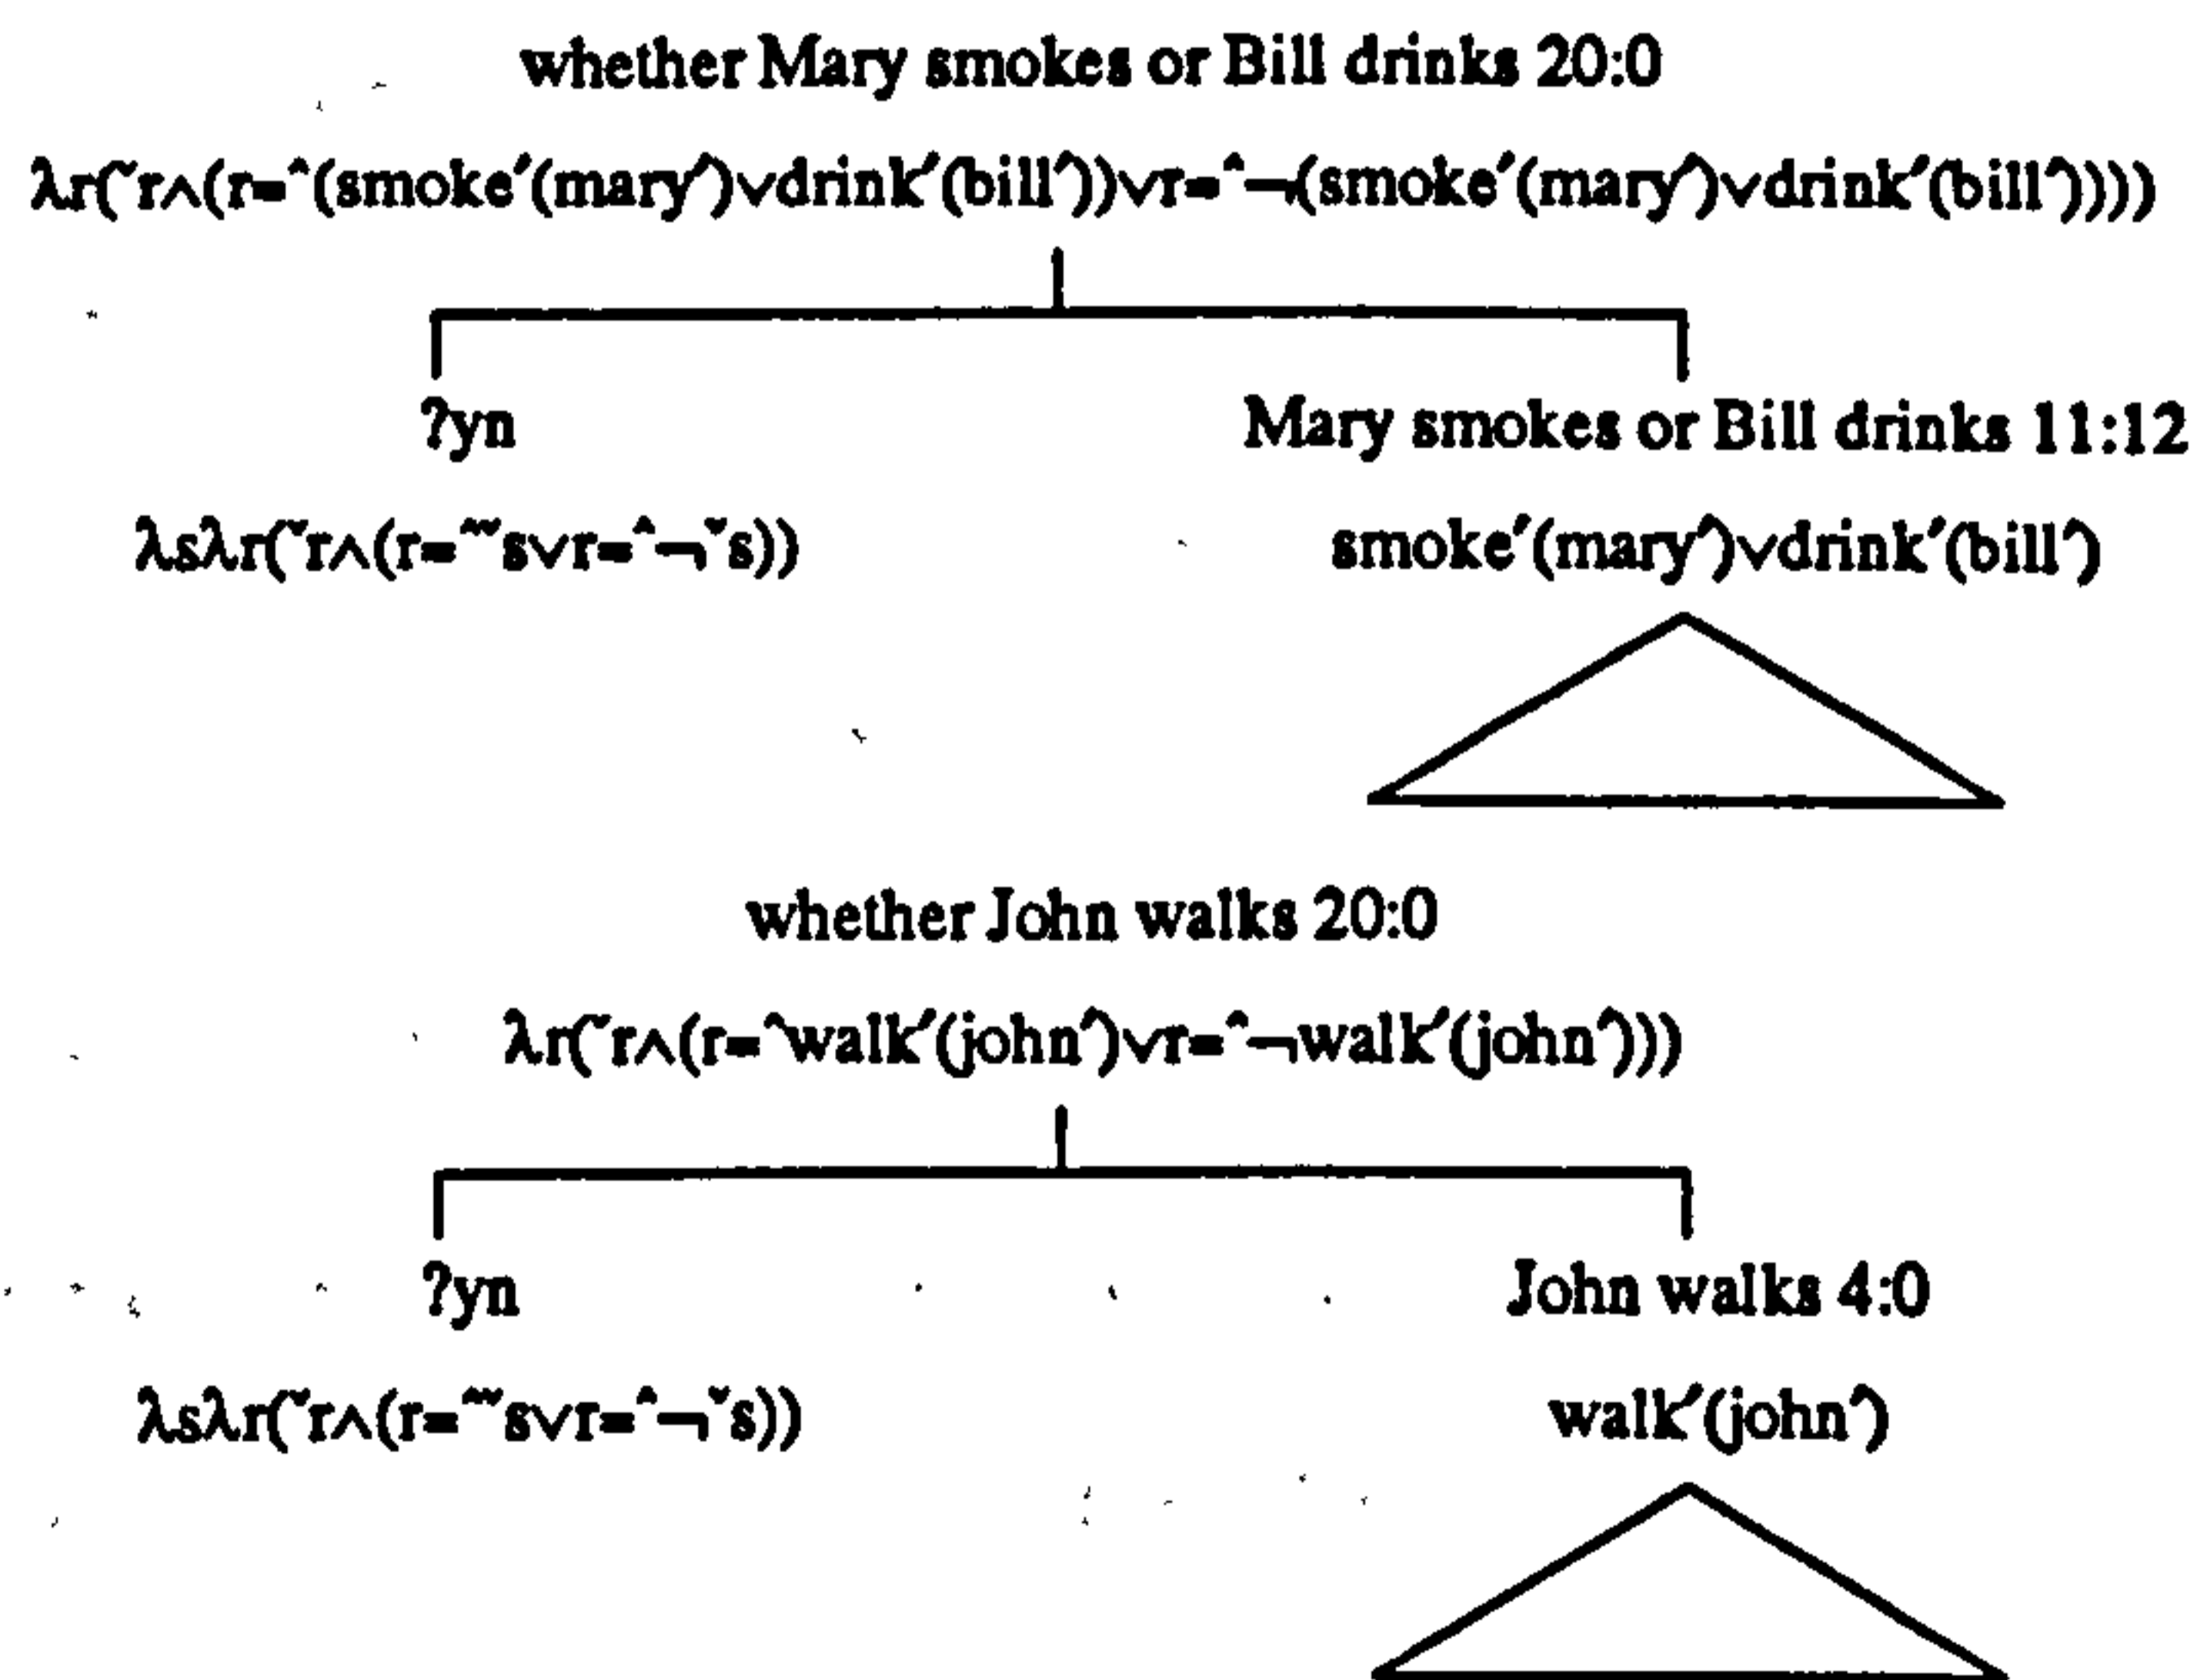 whether Mary smokes or Bill drinks 20:0
λr(ˇr∧(r=ˆ(smoke′(mary′)∨drink′(bill′))∨r=ˆ¬(smoke′(mary′)∨drink′(bill′))))
?yn Mary smokes or Bill drinks 11:12
λsλr(ˇr∧(r=ˆˇs∨r=ˆ¬ˇs)) smoke′(mary′)∨drink′(bill′)
whether John walks 20:0
λr(ˇr∧(r=ˆwalk′(john′)∨r=ˆ¬walk′(john′)))
?yn John walks 4:0
λsλr(ˇr∧(r=ˆˇs∨r=ˆ¬ˇs)) walk′(john′)